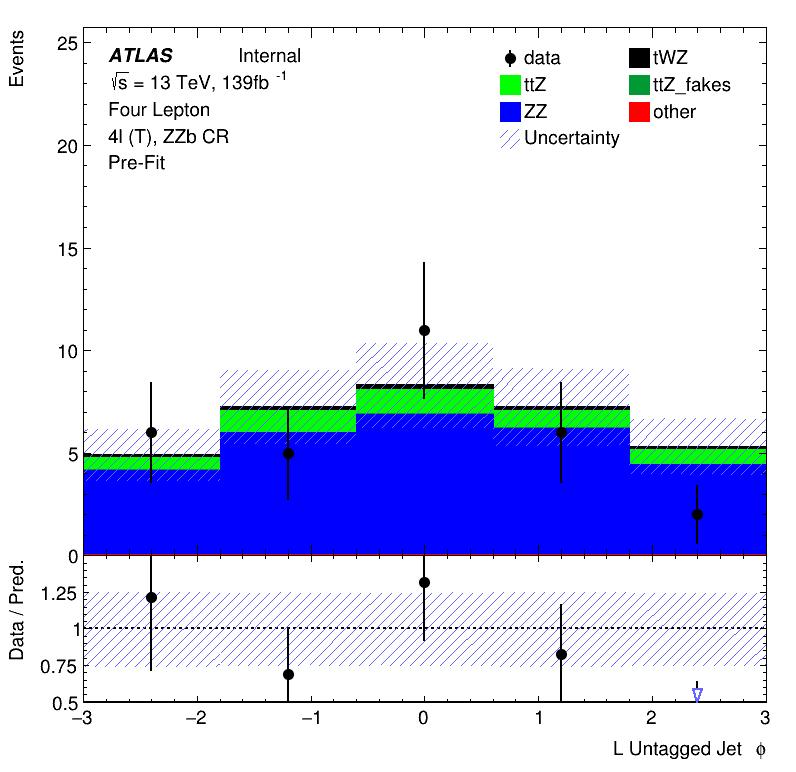 Events
25
20
15
10
5
0
ATLAS Internal
√s = 13 TeV, 139fb -1
Four Lepton
4l (T), ZZb CR
Pre-Fit
data
tWZ
ttZ
ttZ_fakes
ZZ
other
Uncertainty
Data / Pred.
1.25
1
0.75
0.5
−3 −2 −1 0 1 2 3
L Untagged Jet ϕ